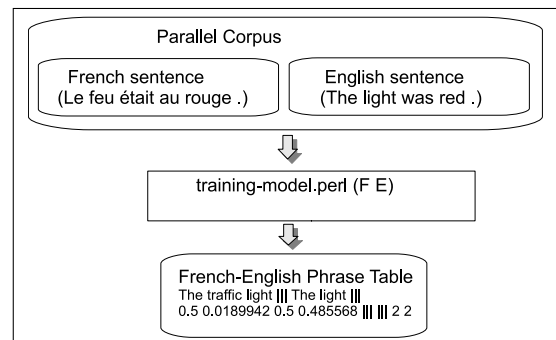 Parallel Corpus
French sentence
(Le feu était au rouge .)
English sentence
(The light was red .)
training-model.perl (F E)
French-English Phrase Table
The traffic light ||| The light |||
0.5 0.0189942 0.5 0.485568 ||| ||| 2 2